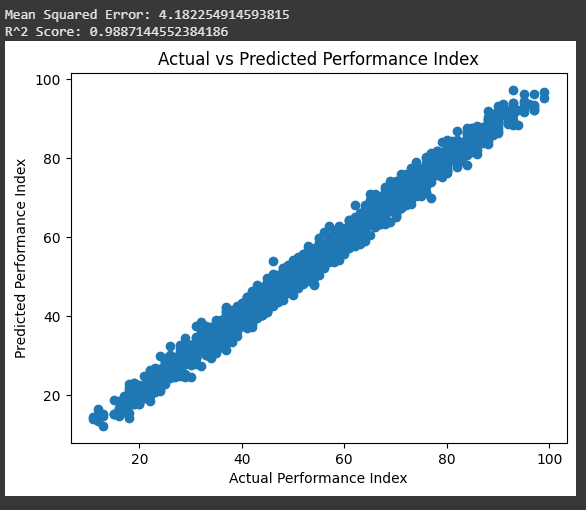 Mean Squared Error: 4.182254914593815
R^2 Score: 0.9887144552384186
Actual vs Predicted Performance Index
100
80
60
40
20
Predicted Performance Index
20 40 60 80 100
Actual Performance Index